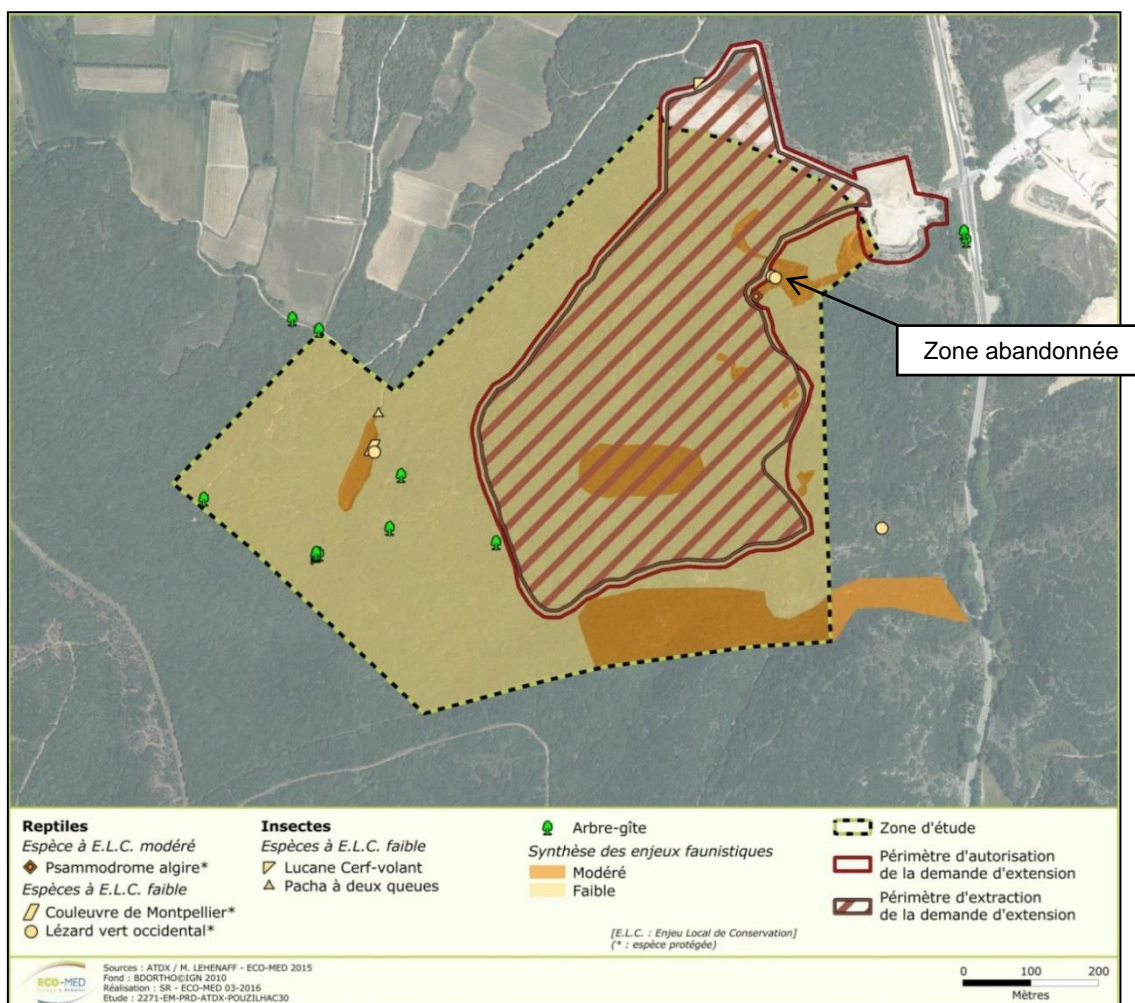 Zone abandonnée
Reptiles
Espèce à E.L.C. modéré
Psammodrome algire*
Espèces à E.L.C. faible
Couleuvre de Montpellier*
Lézard vert occidental*
Insectes
Espèces à E.L.C. faible
Lucane Cerf-volant
Pacha à deux queues
Arbre-gîte
Synthèse des enjeux faunistiques
Modéré
Faible
[E.L.C. : Enjeu Local de Conservation]
(* : espèce protégée)
Zone d'étude
Périmètre d'autorisation
de la demande d'extension
Périmètre d'extraction
de la demande d'extension
ECO-MED
Sources : ATDX / M. LEHENAFF - ECO-MED 2015
Fond : BDORTHO©IGN 2010
Réalisation : SR - ECO-MED 03-2016
Etude : 2271-EM-PRD-ATDX-POUZILHAC30
0 100 200
Mètres